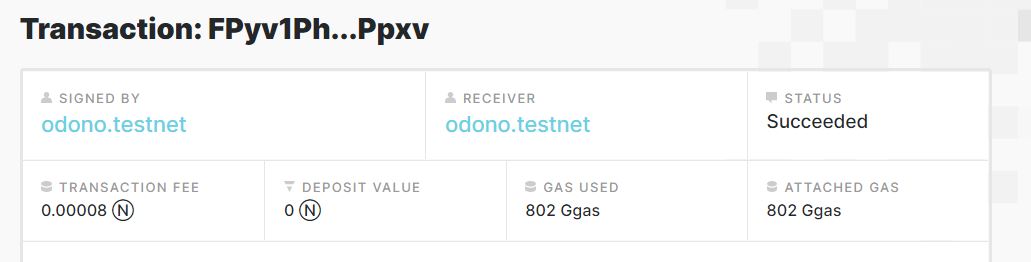 Transaction: FPyv1Ph...Ppxv
SIGNED BY
odono.testnet
RECEIVER
odono.testnet
STATUS
Succeeded
TRANSACTION FEE
0.00008 Ⓝ
DEPOSIT VALUE
0 Ⓝ
GAS USED
802 Ggas
ATTACHED GAS
802 Ggas